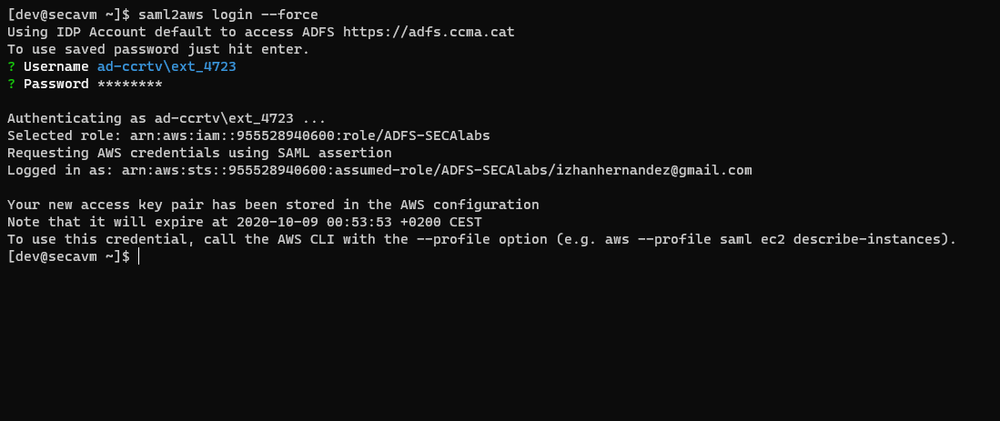 [dev@secavm ~]$ saml2aws login --force
Using IDP Account default to access ADFS https://adfs.ccma.cat
To use saved password just hit enter.
? Username ad-ccrtv\ext_4723
? Password ********
Authenticating as ad-ccrtv\ext_4723 ...
Selected role: arn:aws:iam::955528940600:role/ADFS-SECAlabs
Requesting AWS credentials using SAML assertion
Logged in as: arn:aws:sts::955528940600:assumed-role/ADFS-SECAlabs/izhanhernandez@gmail.com
Your new access key pair has been stored in the AWS configuration
Note that it will expire at 2020-10-09 00:53:53 +0200 CEST
To use this credential, call the AWS CLI with the --profile option (e.g. aws --profile saml ec2 describe-instances).
[dev@secavm ~]$